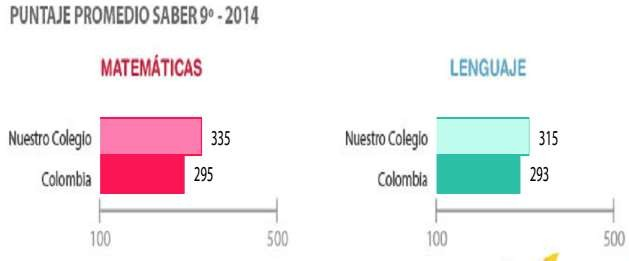 PUNTAJE PROMEDIO SABER 9º - 2014
MATEMÁTICAS
Nuestro Colegio 335
Colombia 295
100 500
LENGUAJE
Nuestro Colegio 315
Colombia 293
100 500